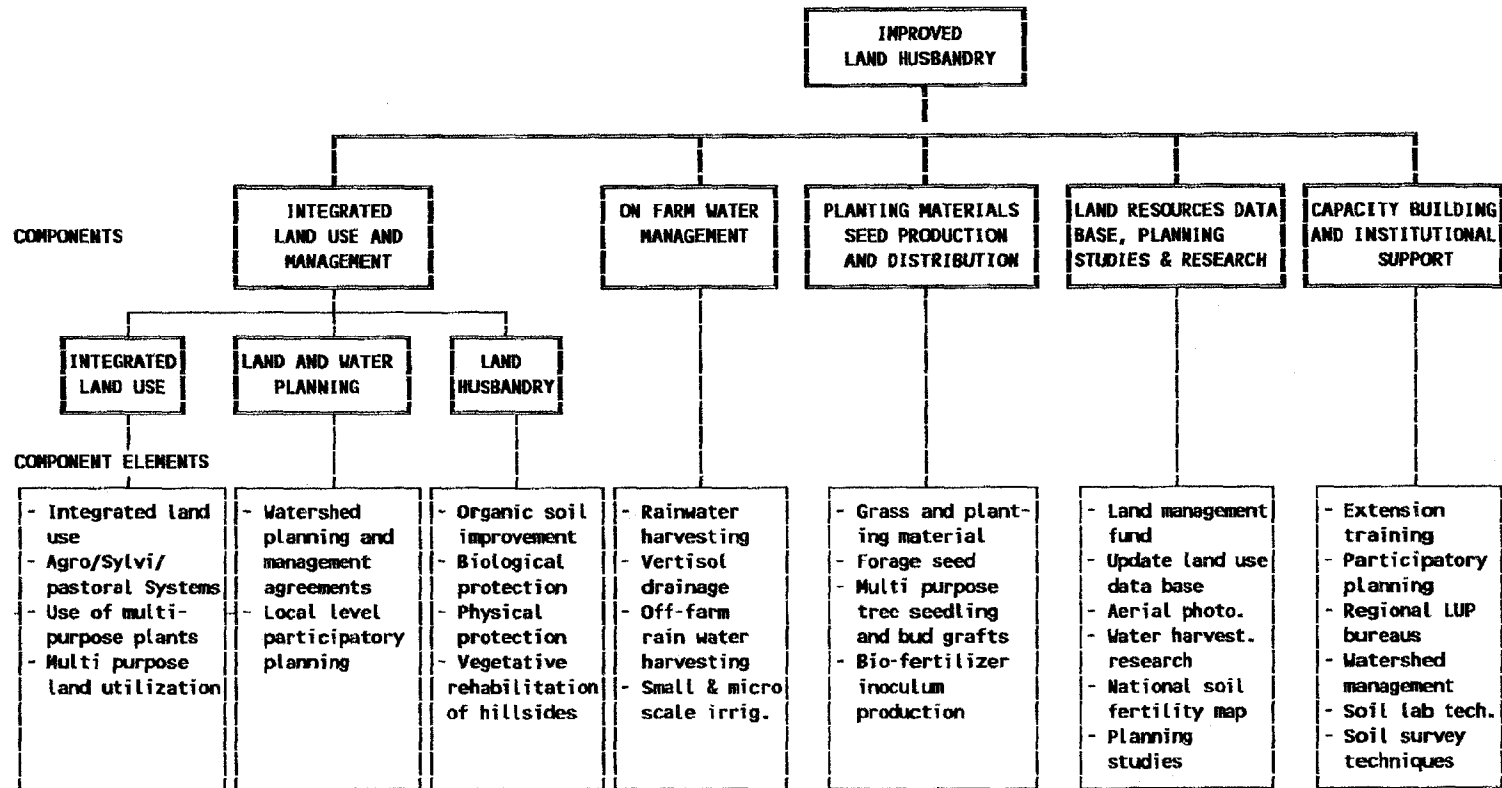 IMPROVED
LAND HUSBANDRY
COMPONENTS
INTEGRATED
LAND USE AND
MANAGEMENT
ON FARM WATER
MANAGEMENT
PLANTING MATERIALS
SEED PRODUCTION
AND DISTRIBUTION
LAND RESOURCES DATA
BASE, PLANNING
STUDIES & RESEARCH
CAPACITY BUILDING
AND INSTITUTIONAL
SUPPORT
INTEGRATED
LAND USE
LAND AND WATER
PLANNING
LAND
HUSBANDRY
COMPONENT ELEMENTS
- Integrated land
use
- Agro/Sylvi/
pastoral Systems
- Use of multi-
purpose plants
- Multi purpose
land utilization
- Watershed
planning and
management
agreements
- Local level
participatory
planning
- Organic soil
improvement
- Biological
protection
- Physical
protection
- Vegetative
rehabilitation
of hillsides
- Rainwater
harvesting
- Vertisol
drainage
- Off-farm
rain water
harvesting
- Small & micro
scale irrig.
- Grass and plant-
ing material
- Forage seed
- Multi purpose
tree seedling
and bud grafts
- Bio-fertilizer
inoculum
production
- Land management
fund
- Update land use
data base
- Aerial photo.
- Water harvest.
research
- National soil
fertility map
- Planning
studies
- Extension
training
- Participatory
planning
- Regional LUP
bureaus
- Watershed
management
- Soil lab tech.
- Soil survey
techniques